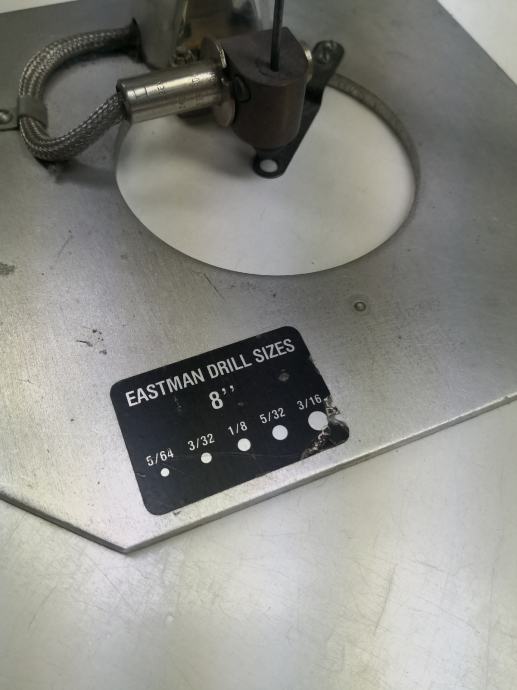 EASTMAN DRILL SIZES
8''
5/64 3/32 1/8 5/32 3/16